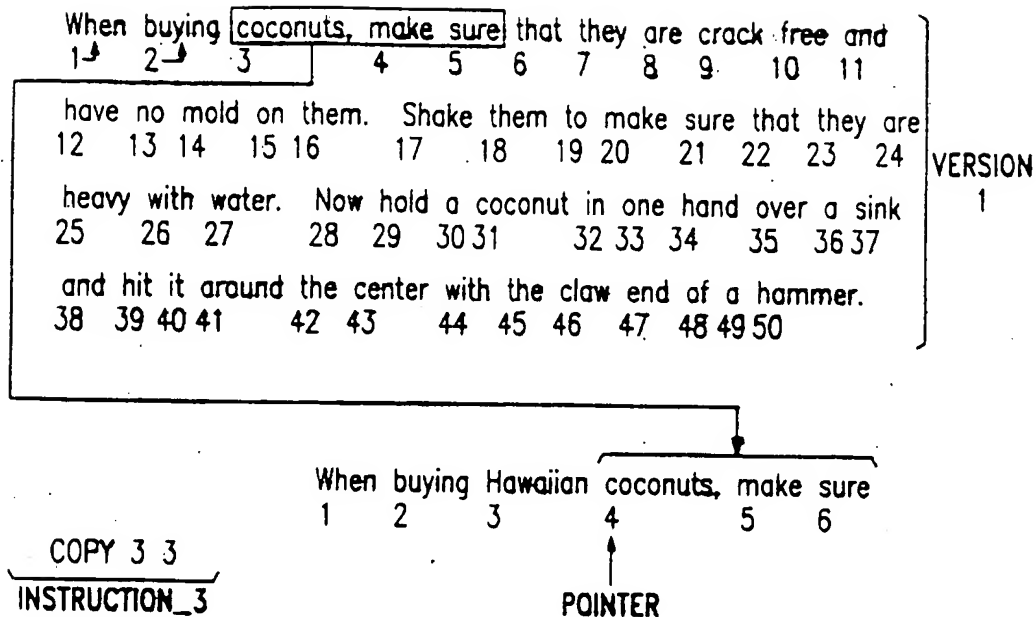 When buying coconuts, make sure that they are crack free and
1 2 3 4 5 6 7 8 9 10 11
have no mold on them. Shake them to make sure that they are
12 13 14 15 16 17 18 19 20 21 22 23 24
heavy with water. Now hold a coconut in one hand over a sink
25 26 27 28 29 30 31 32 33 34 35 36 37
and hit it around the center with the claw end of a hammer.
38 39 40 41 42 43 44 45 46 47 48 49 50
VERSION
1
When buying Hawaiian coconuts, make sure
1 2 3 4 5 6
COPY 3 3
INSTRUCTION_3
POINTER